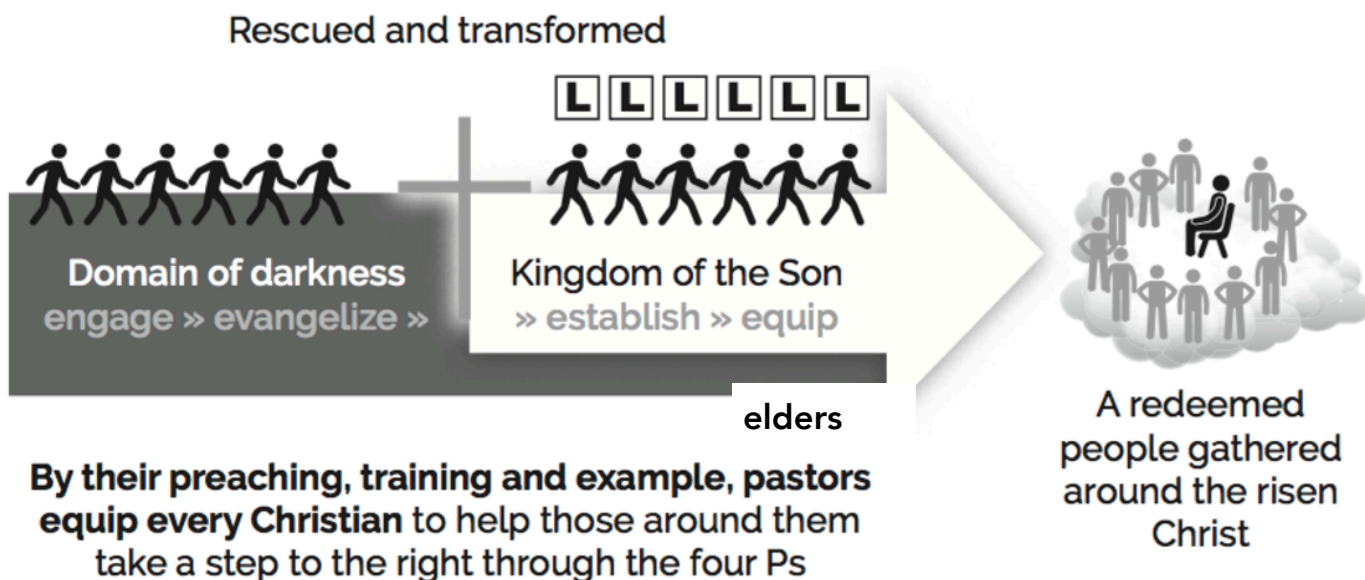 Rescued and transformed
L L L L L L
Domain of darkness
engage » evangelize »
Kingdom of the Son
» establish » equip
elders
By their preaching, training and example, pastors
equip every Christian to help those around them
take a step to the right through the four Ps
A redeemed
people gathered
around the risen
Christ